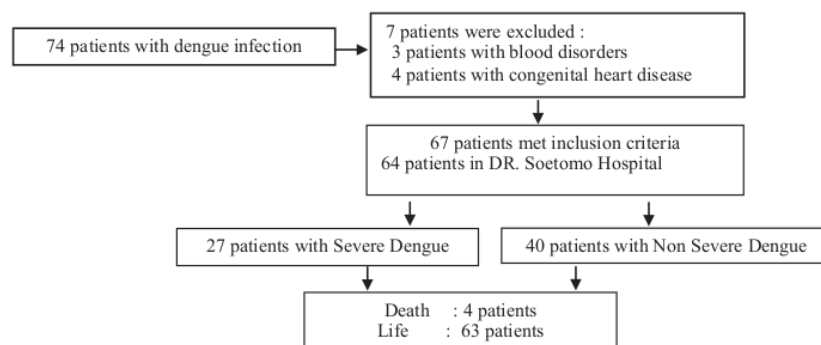 74 patients with dengue infection
7 patients were excluded :
3 patients with blood disorders
4 patients with congenital heart disease
67 patients met inclusion criteria
64 patients in DR. Soetomo Hospital
27 patients with Severe Dengue
40 patients with Non Severe Dengue
Death : 4 patients
Life : 63 patients